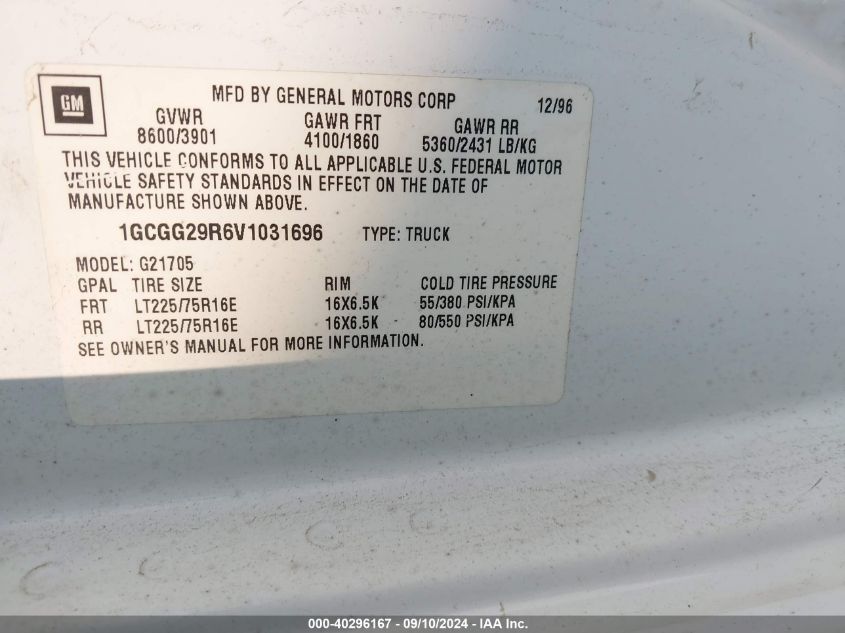 GM
MFD BY GENERAL MOTORS CORP 12/96
GVWR GAWR FRT GAWR RR
8600/3901 4100/1860 5360/2431 LB/KG
THIS VEHICLE CONFORMS TO ALL APPLICABLE U.S. FEDERAL MOTOR
VEHICLE SAFETY STANDARDS IN EFFECT ON THE DATE OF
MANUFACTURE SHOWN ABOVE.
1GCGG29R6V1031696 TYPE: TRUCK
MODEL: G21705
GPAL TIRE SIZE RIM COLD TIRE PRESSURE
FRT LT225/75R16E 16X6.5K 55/380 PSI/KPA
RR LT225/75R16E 16X6.5K 80/550 PSI/KPA
SEE OWNER'S MANUAL FOR MORE INFORMATION.
000-40296167 - 09/10/2024 - IAA Inc.